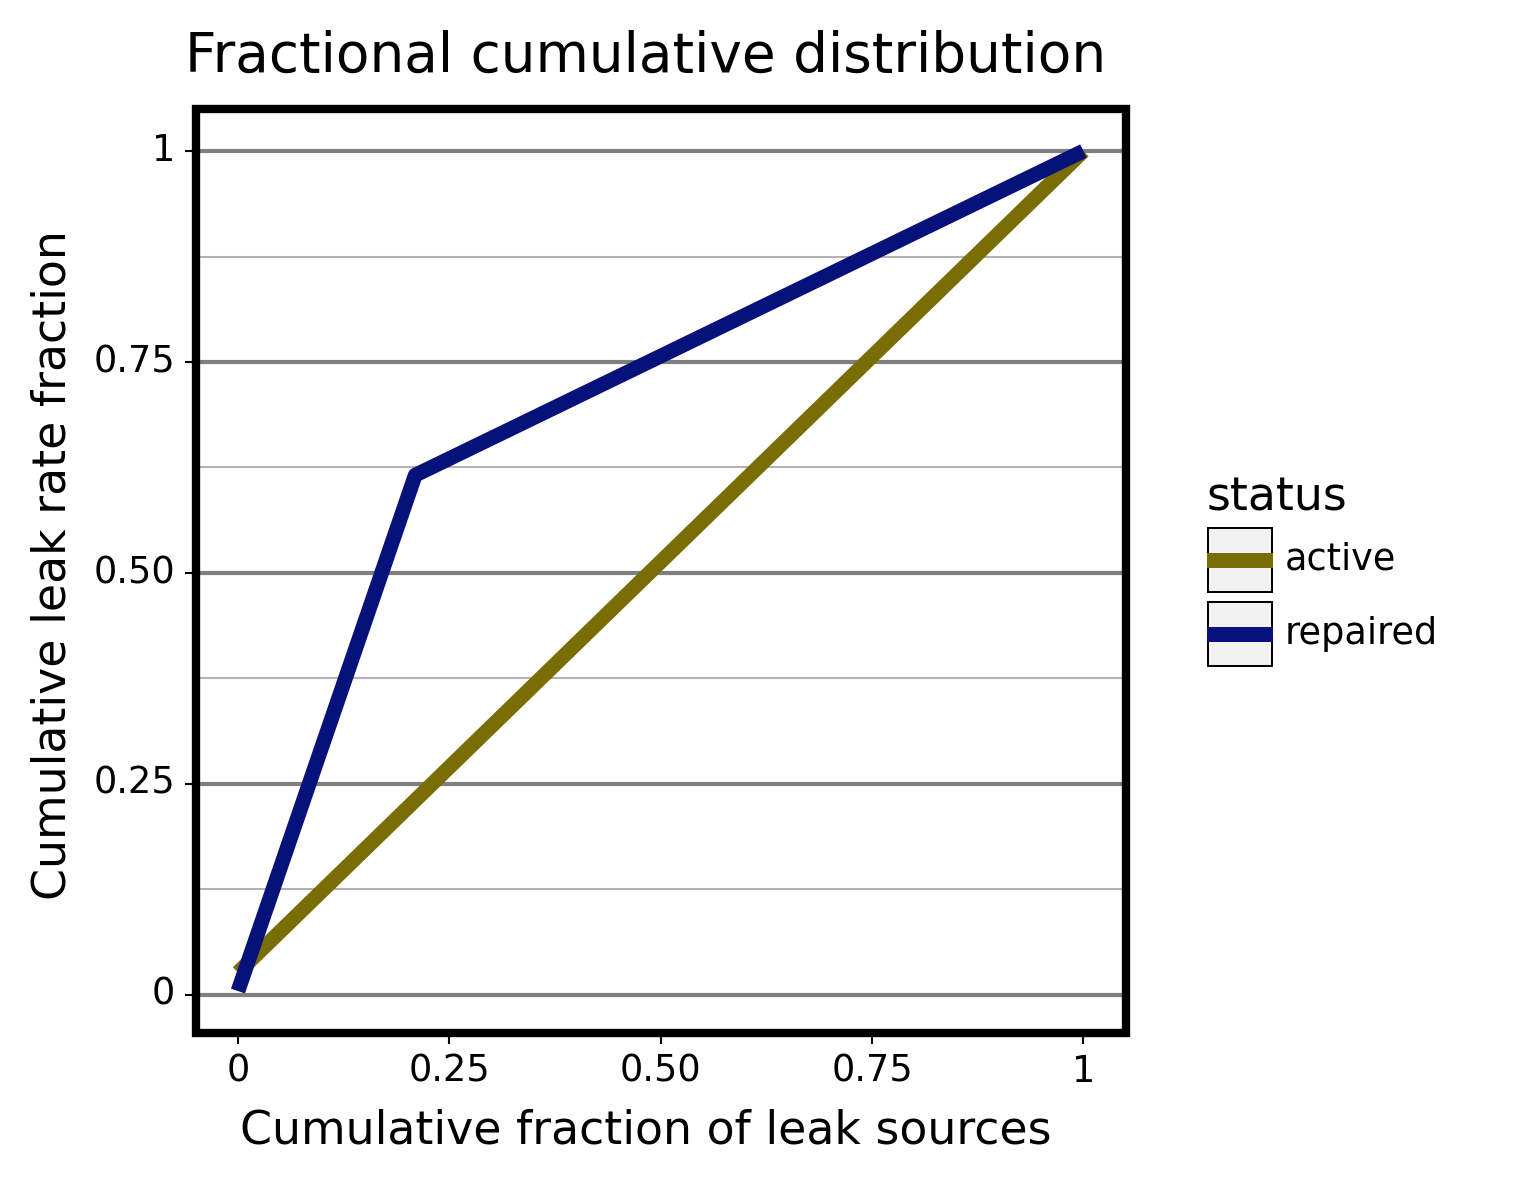 Fractional cumulative distribution
Cumulative leak rate fraction
1
0.75
0.50
0.25
0
0 0.25 0.50 0.75 1
Cumulative fraction of leak sources
status
active
repaired